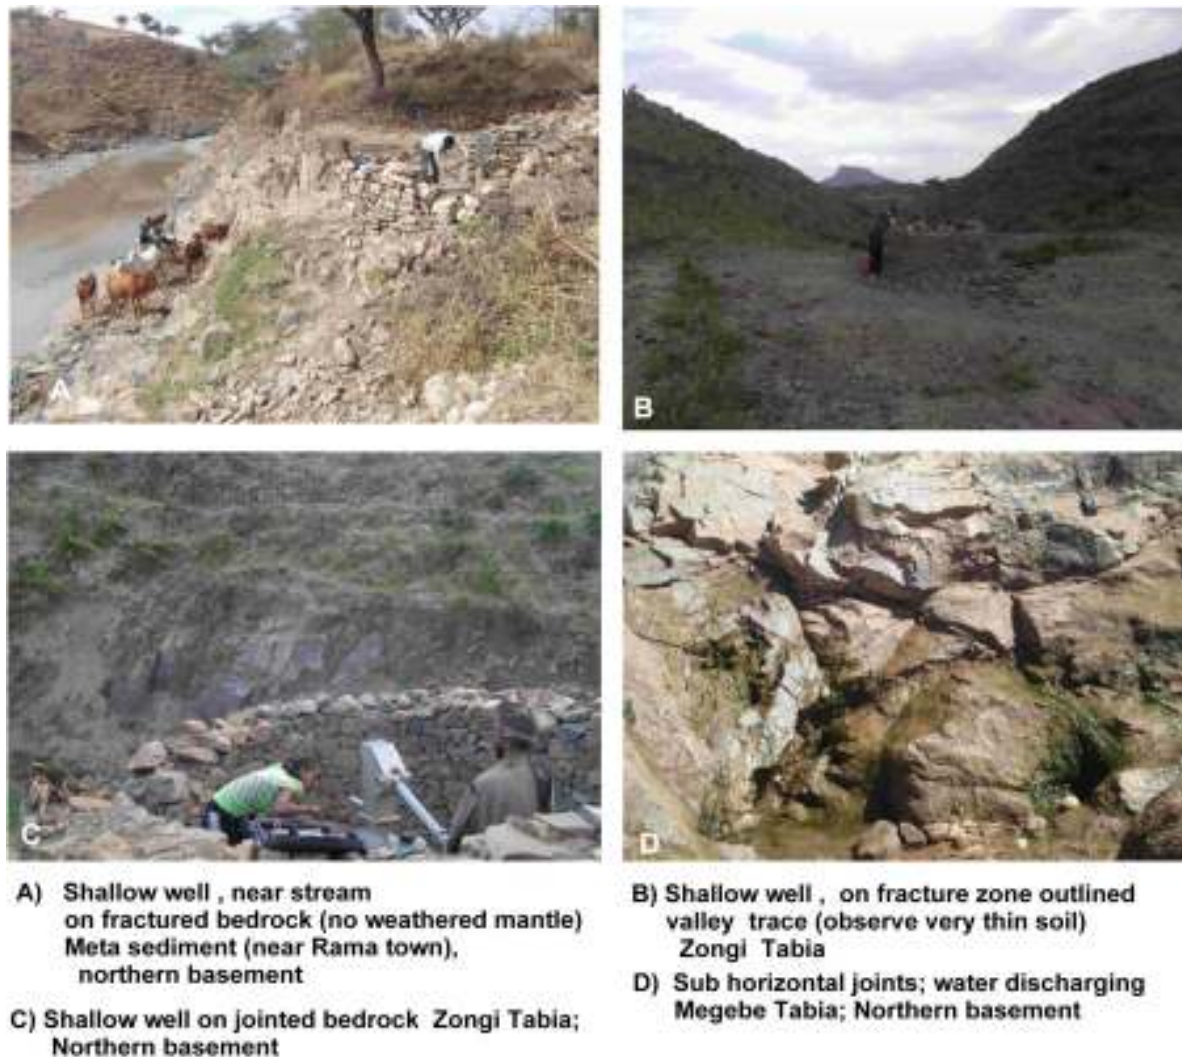 A
B
C
D
A) Shallow well , near stream
on fractured bedrock (no weathered mantle)
Meta sediment (near Rama town),
northern basement
B) Shallow well , on fracture zone outlined
valley trace (observe very thin soil)
Zongi Tabia
C) Shallow well on jointed bedrock Zongi Tabia;
Northern basement
D) Sub horizontal joints; water discharging
Megebe Tabia; Northern basement